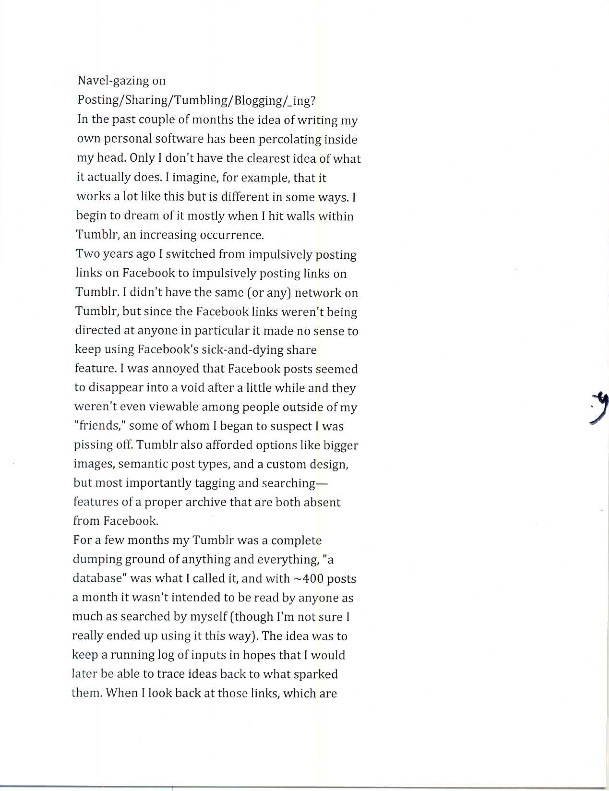 Navel-gazing on
Posting/Sharing/Tumbling/Blogging/_ing?
In the past couple of months the idea of writing my
own personal software has been percolating inside
my head. Only I don't have the clearest idea of what
it actually does. I imagine, for example, that it
works a lot like this but is different in some ways. I
begin to dream of it mostly when I hit walls within
Tumblr, an increasing occurrence.
Two years ago I switched from impulsively posting
links on Facebook to impulsively posting links on
Tumblr. I didn't have the same (or any) network on
Tumblr, but since the Facebook links weren't being
directed at anyone in particular it made no sense to
keep using Facebook's sick-and-dying share
feature. I was annoyed that Facebook posts seemed
to disappear into a void after a little while and they
weren't even viewable among people outside of my
"friends," some of whom I began to suspect I was
pissing off. Tumblr also afforded options like bigger
images, semantic post types, and a custom design,
but most importantly tagging and searching—
features of a proper archive that are both absent
from Facebook.
For a few months my Tumblr was a complete
dumping ground of anything and everything, "a
database" was what I called it, and with ~400 posts
a month it wasn't intended to be read by anyone as
much as searched by myself (though I'm not sure I
really ended up using it this way). The idea was to
keep a running log of inputs in hopes that I would
later be able to trace ideas back to what sparked
them. When I look back at those links, which are